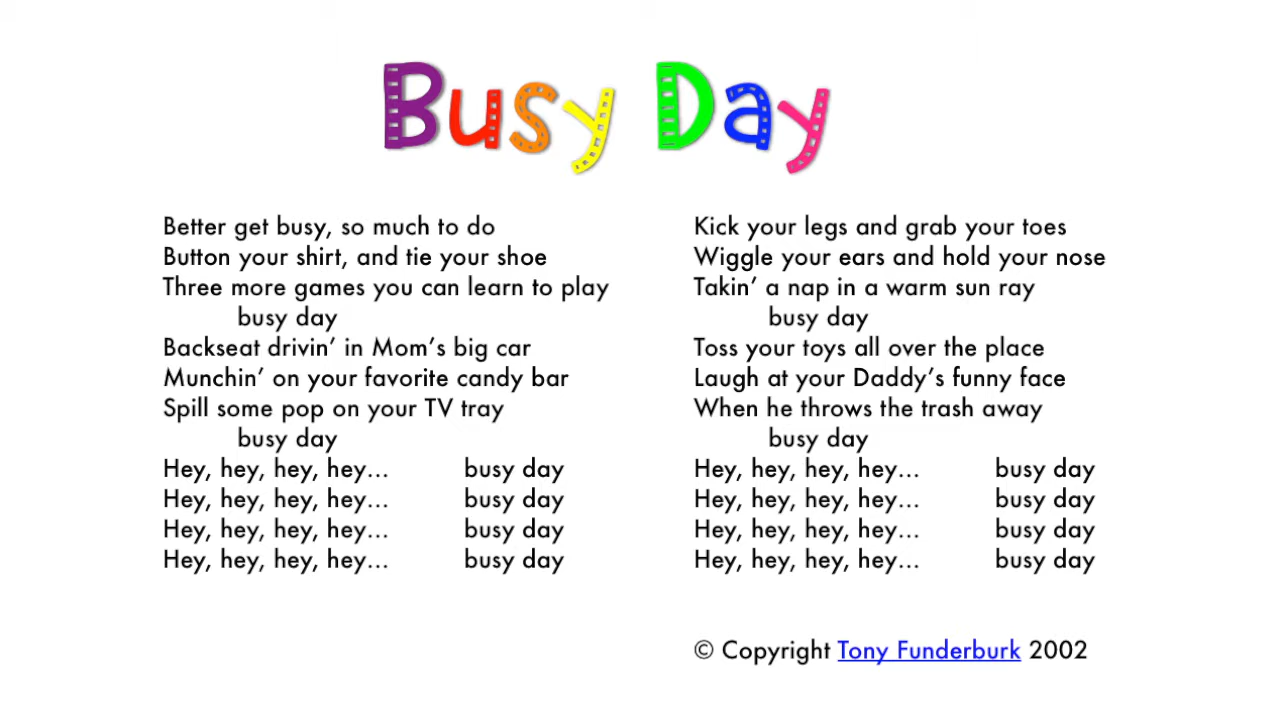 Busy Day
Better get busy, so much to do
Button your shirt, and tie your shoe
Three more games you can learn to play
busy day
Backseat drivin’ in Mom’s big car
Munchin’ on your favorite candy bar
Spill some pop on your TV tray
busy day
Hey, hey, hey, hey... busy day
Hey, hey, hey, hey... busy day
Hey, hey, hey, hey... busy day
Hey, hey, hey, hey... busy day
Kick your legs and grab your toes
Wiggle your ears and hold your nose
Takin’ a nap in a warm sun ray
busy day
Toss your toys all over the place
Laugh at your Daddy’s funny face
When he throws the trash away
busy day
Hey, hey, hey, hey... busy day
Hey, hey, hey, hey... busy day
Hey, hey, hey, hey... busy day
Hey, hey, hey, hey... busy day
© Copyright Tony Funderburk 2002